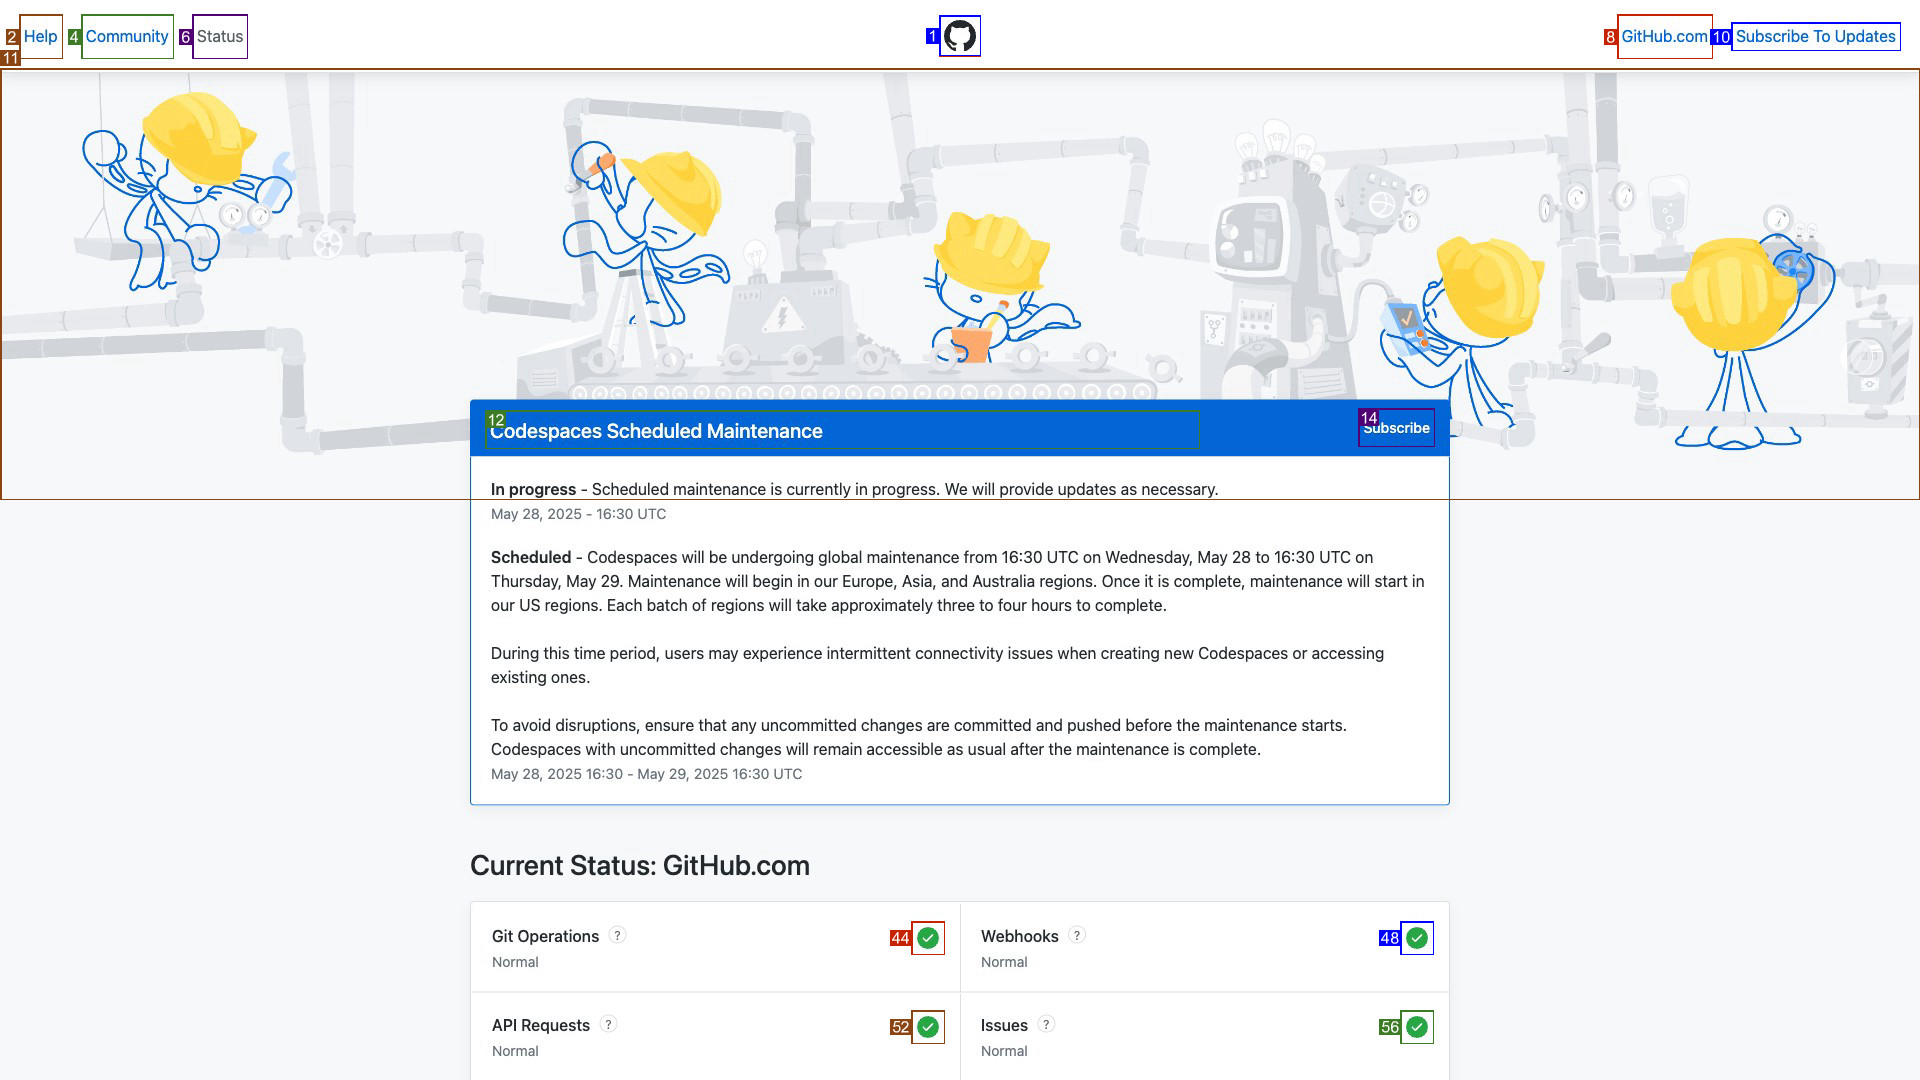 2 Help 4 Community 6 Status 1 8 GitHub.com 10 Subscribe To Updates
11
12 Codespaces Scheduled Maintenance 14 Subscribe
In progress - Scheduled maintenance is currently in progress. We will provide updates as necessary.
May 28, 2025 - 16:30 UTC
Scheduled - Codespaces will be undergoing global maintenance from 16:30 UTC on Wednesday, May 28 to 16:30 UTC on
Thursday, May 29. Maintenance will begin in our Europe, Asia, and Australia regions. Once it is complete, maintenance will start in
our US regions. Each batch of regions will take approximately three to four hours to complete.
During this time period, users may experience intermittent connectivity issues when creating new Codespaces or accessing
existing ones.
To avoid disruptions, ensure that any uncommitted changes are committed and pushed before the maintenance starts.
Codespaces with uncommitted changes will remain accessible as usual after the maintenance is complete.
May 28, 2025 16:30 - May 29, 2025 16:30 UTC
Current Status: GitHub.com
Git Operations ? 44
Normal
Webhooks ? 48
Normal
API Requests ? 52
Normal
Issues ? 56
Normal